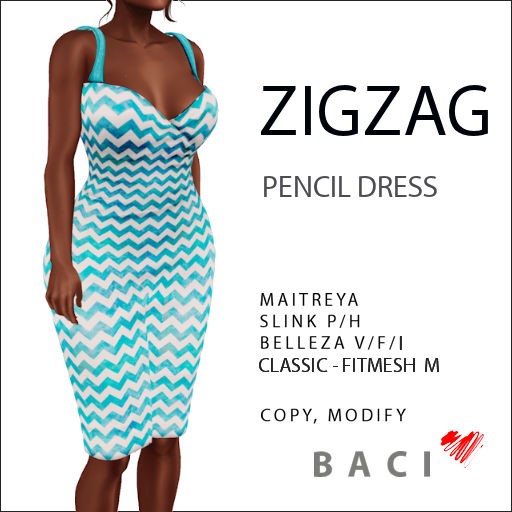 ZIGZAG
PENCIL DRESS
MAITREYA
SLINK P/H
BELLEZA V/F/I
CLASSIC - FITMESH M
COPY, MODIFY
BACI